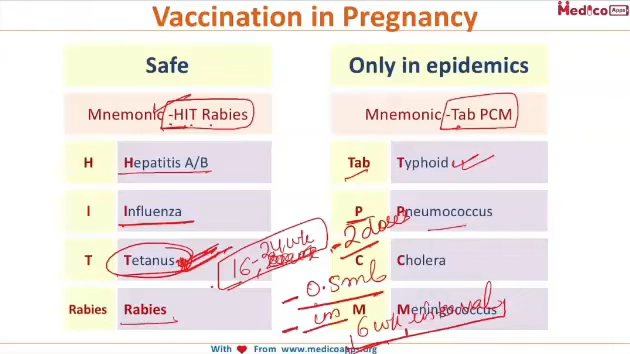 Vaccination in Pregnancy
Medico Apps
Safe
Mnemonic -HIT Rabies
H Hepatitis A/B
I Influenza
T Tetanus
Rabies Rabies
16-24wk
Only in epidemics
Mnemonic -Tab PCM
Tab Typhoid
P Pneumococcus
C Cholera
M Meningococcus
- 2 doses
- 0.5ml
- im
6 wk interval
With ❤ From www.medicoapps.org